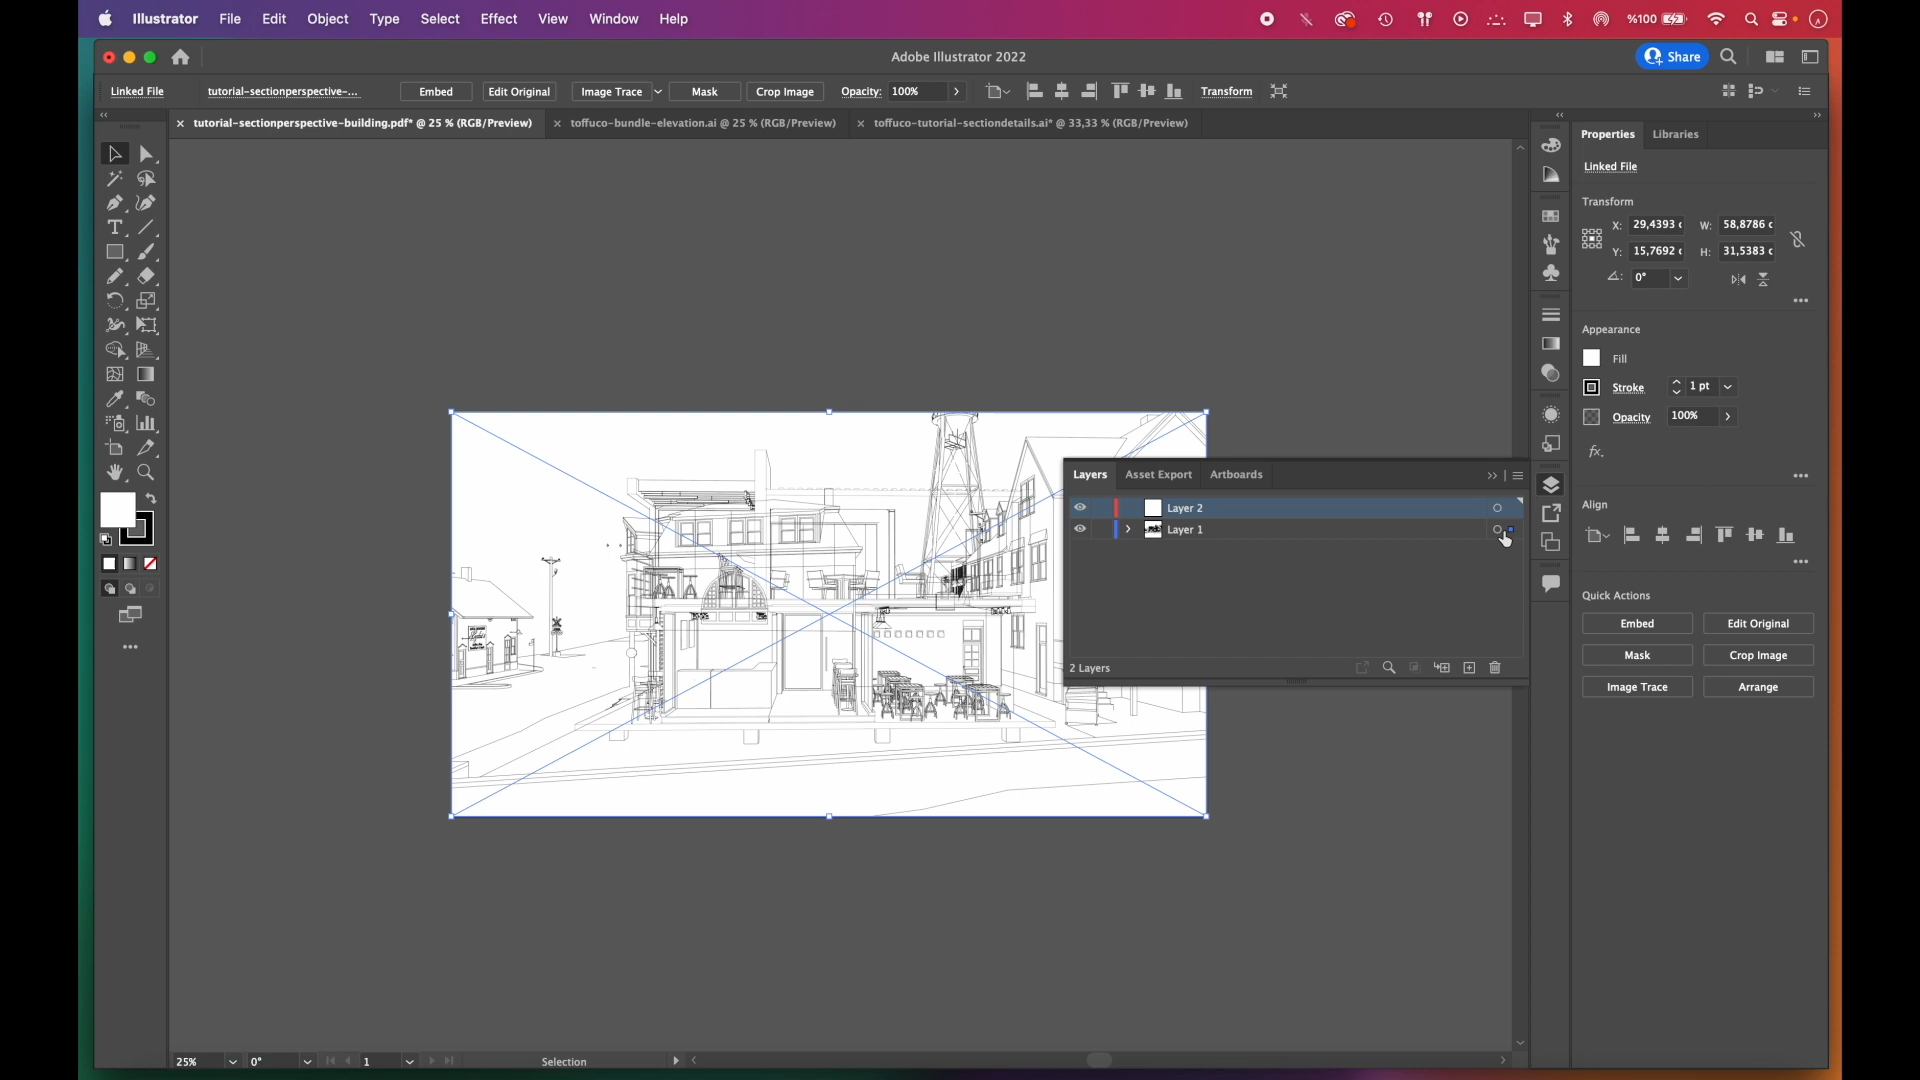 Illustrator File Edit Object Type Select Effect View Window Help
%100
Adobe Illustrator 2022
Share
Linked File tutorial-sectionperspective-... Embed Edit Original Image Trace Mask Crop Image Opacity: 100% Transform
tutorial-sectionperspective-building.pdf* @ 25 % (RGB/Preview)
toffuco-bundle-elevation.ai @ 25 % (RGB/Preview)
toffuco-tutorial-sectiondetails.ai* @ 33,33 % (RGB/Preview)
Properties Libraries
Linked File
Transform
X: 29,4393 c W: 58,8786 c
Y: 15,7692 c H: 31,5383 c
0°
Appearance
Fill
Stroke 1 pt
Opacity 100%
fx.
Layers Asset Export Artboards
Layer 2
Layer 1
2 Layers
Align
Quick Actions
Embed Edit Original
Mask Crop Image
Image Trace Arrange
25% 0° 1 Selection